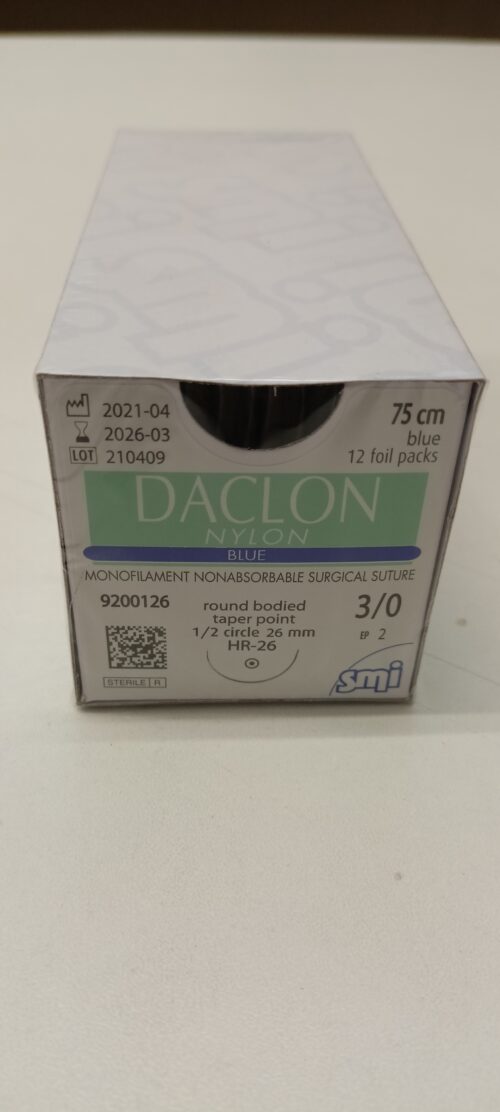 2021-04
2026-03
LOT 210409
75 cm
blue
12 foil packs
DACLON
NYLON
BLUE
MONOFILAMENT NONABSORBABLE SURGICAL SUTURE
9200126
round bodied
taper point
1/2 circle 26 mm
HR-26
3/0
EP 2
STERILE R
smi